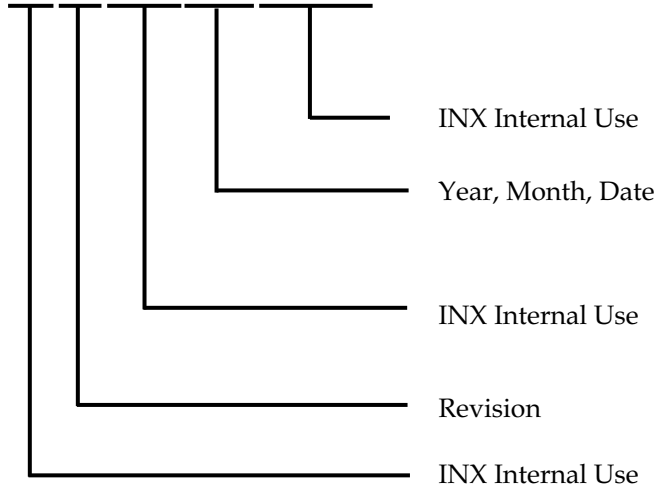 INX Internal Use
Year, Month, Date
INX Internal Use
Revision
INX Internal Use